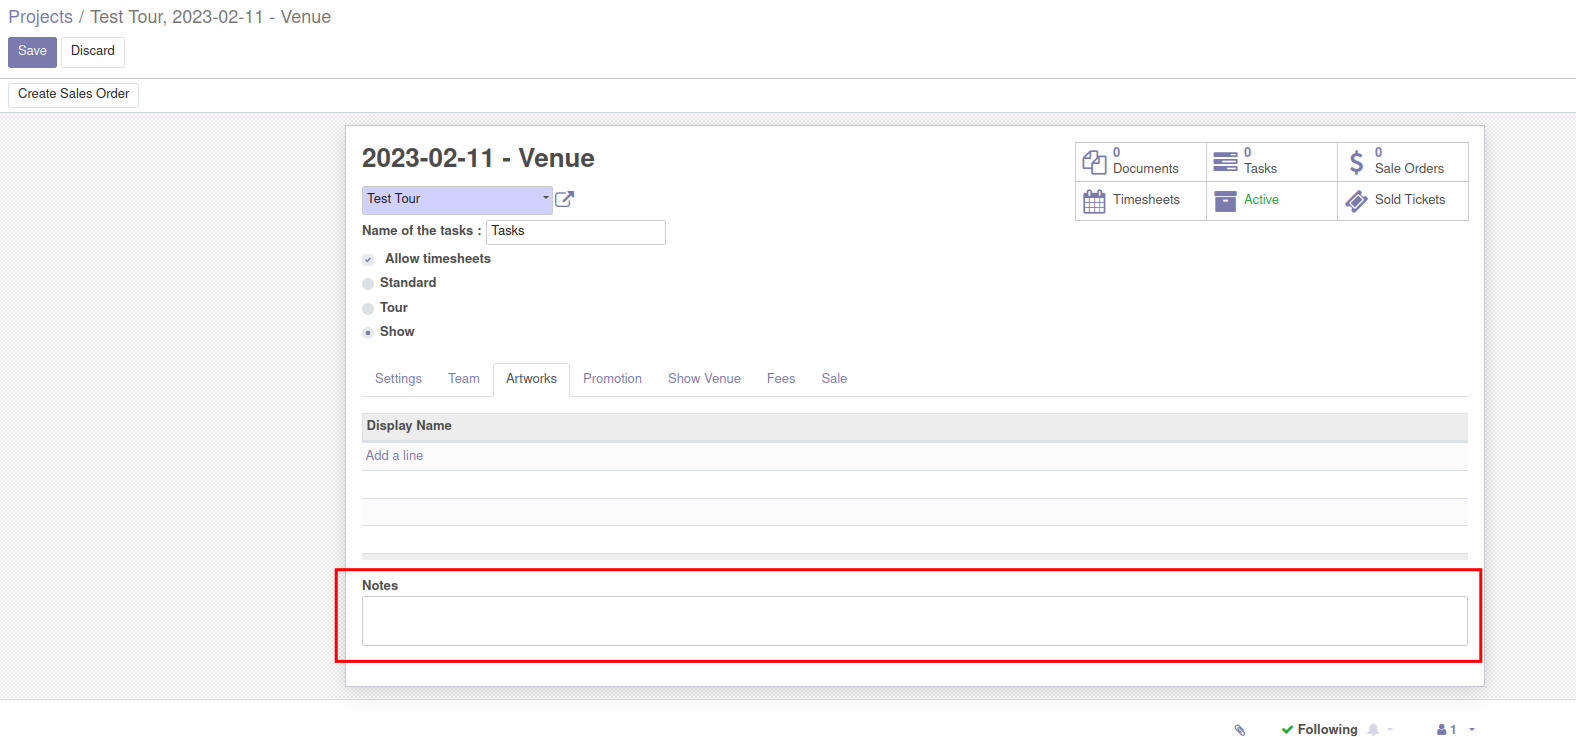 Projects / Test Tour, 2023-02-11 - Venue
Save Discard
Create Sales Order
2023-02-11 - Venue
0 Documents
0 Tasks
0 Sale Orders
Timesheets
Active
Sold Tickets
Test Tour
Name of the tasks : Tasks
Allow timesheets
Standard
Tour
Show
Settings Team Artworks Promotion Show Venue Fees Sale
Display Name
Add a line
Notes
Following 1